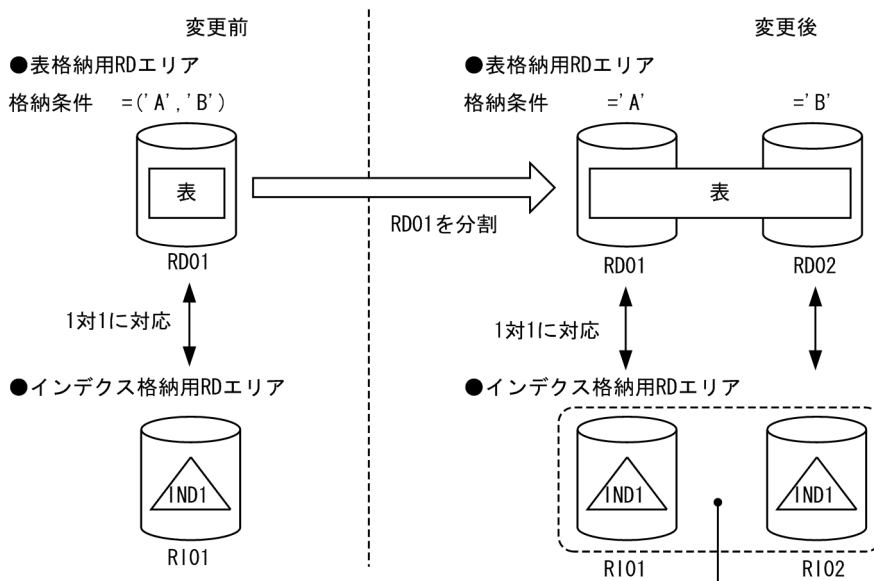 変更前
●表格納用RDエリア
格納条件 =('A','B')
表
RD01
1対1に対応
●インデクス格納用RDエリア
IND1
RI01
RD01を分割
変更後
●表格納用RDエリア
格納条件 ='A' ='B'
表
RD01 RD02
1対1に対応
●インデクス格納用RDエリア
IND1 IND1
RI01 RI02